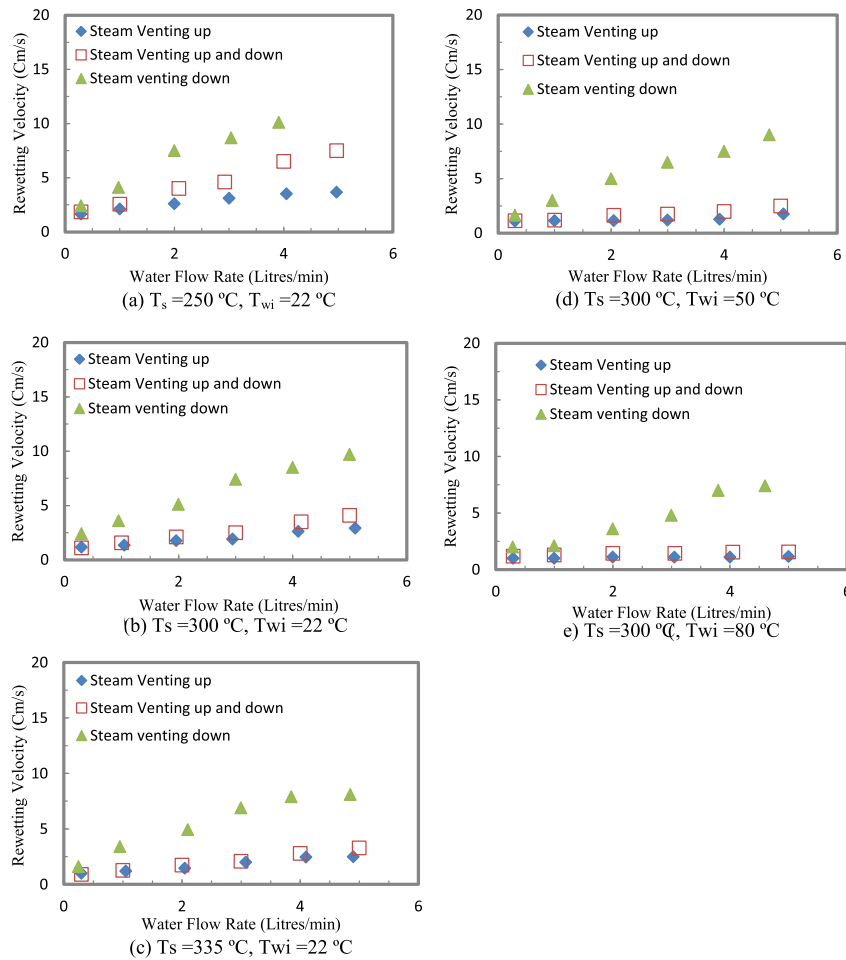 20
15
10
5
0
Rewetting Velocity (Cm/s)
Steam Venting up
Steam Venting up and down
Steam venting down
0 2 4 6
Water Flow Rate (Litres/min)
(a) Ts =250 ºC, Twi =22 ºC
20
15
10
5
0
Rewetting Velocity (Cm/s)
Steam Venting up
Steam Venting up and down
Steam venting down
0 2 4 6
Water Flow Rate (Litres/min)
(b) Ts =300 ºC, Twi =22 ºC
20
15
10
5
0
Rewetting Velocity (Cm/s)
Steam Venting up
Steam Venting up and down
Steam venting down
0 2 4 6
Water Flow Rate (Litres/min)
(c) Ts =335 ºC, Twi =22 ºC
20
15
10
5
0
Rewetting Velocity (Cm/s)
Steam Venting up
Steam Venting up and down
Steam venting down
0 2 4 6
Water Flow Rate (Litres/min)
(d) Ts =300 ºC, Twi =50 ºC
20
15
10
5
0
Rewetting Velocity (Cm/s)
Steam Venting up
Steam Venting up and down
Steam venting down
0 2 4 6
Water Flow Rate (Litres/min)
e) Ts =300 ºC(, Twi =80 ºC